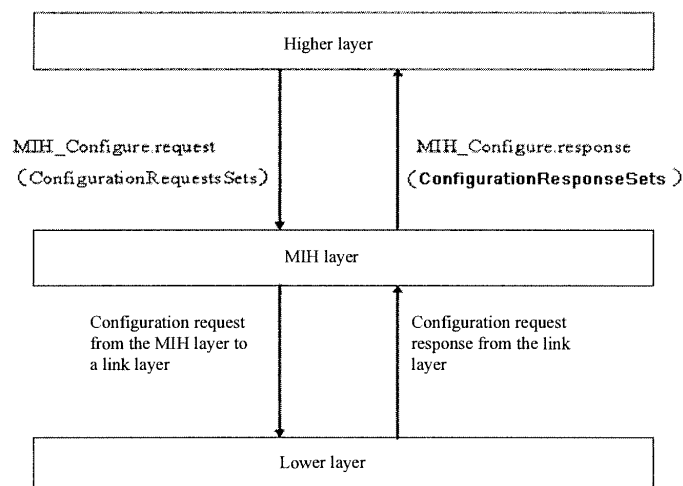 Higher layer
MIH_Configure.request
(ConfigurationRequestsSets)
MIH_Configure.response
(ConfigurationResponseSets)
MIH layer
Configuration request
from the MIH layer to
a link layer
Configuration request
response from the link
layer
Lower layer